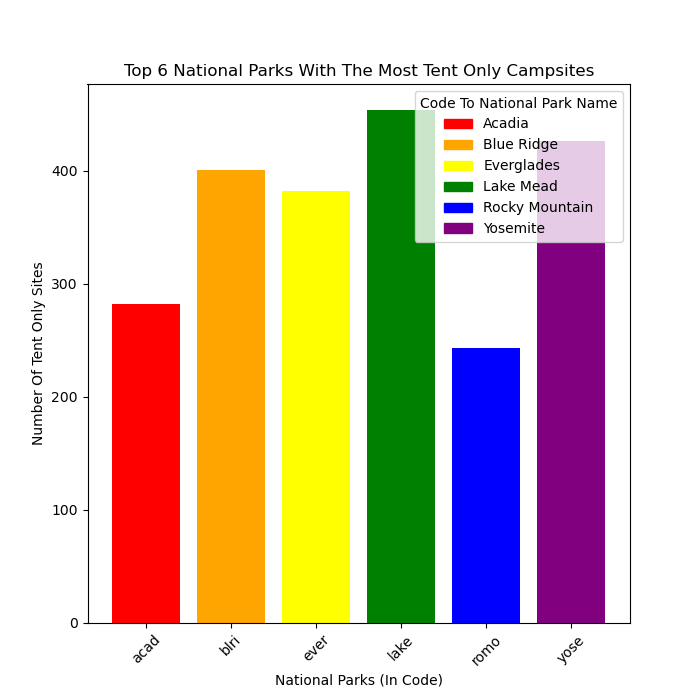 Top 6 National Parks With The Most Tent Only Campsites
Code To National Park Name
Acadia
Blue Ridge
Everglades
Lake Mead
Rocky Mountain
Yosemite
Number Of Tent Only Sites
400
300
200
100
0
acad
blri
ever
lake
romo
yose
National Parks (In Code)